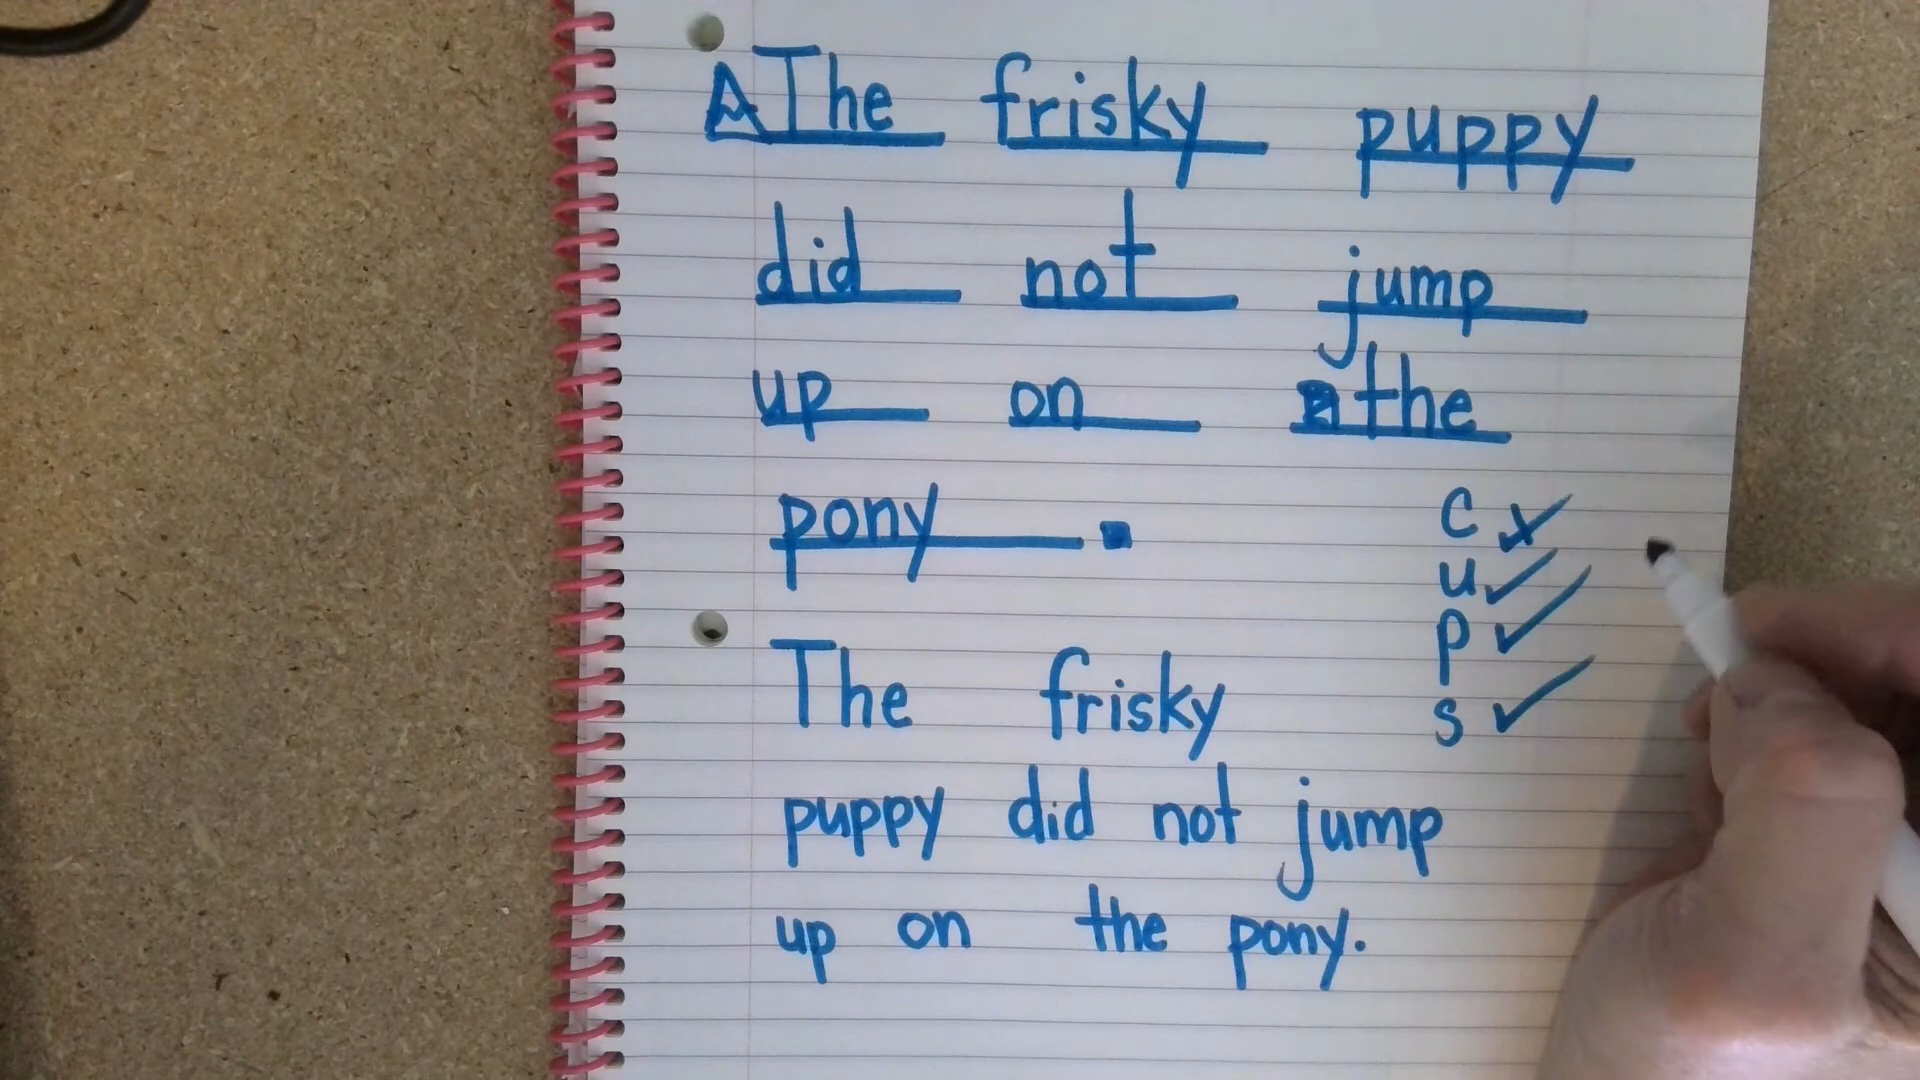 The frisky puppy
did not jump
up on the
pony .
c
u
p
s
The frisky
puppy did not jump
up on the pony.